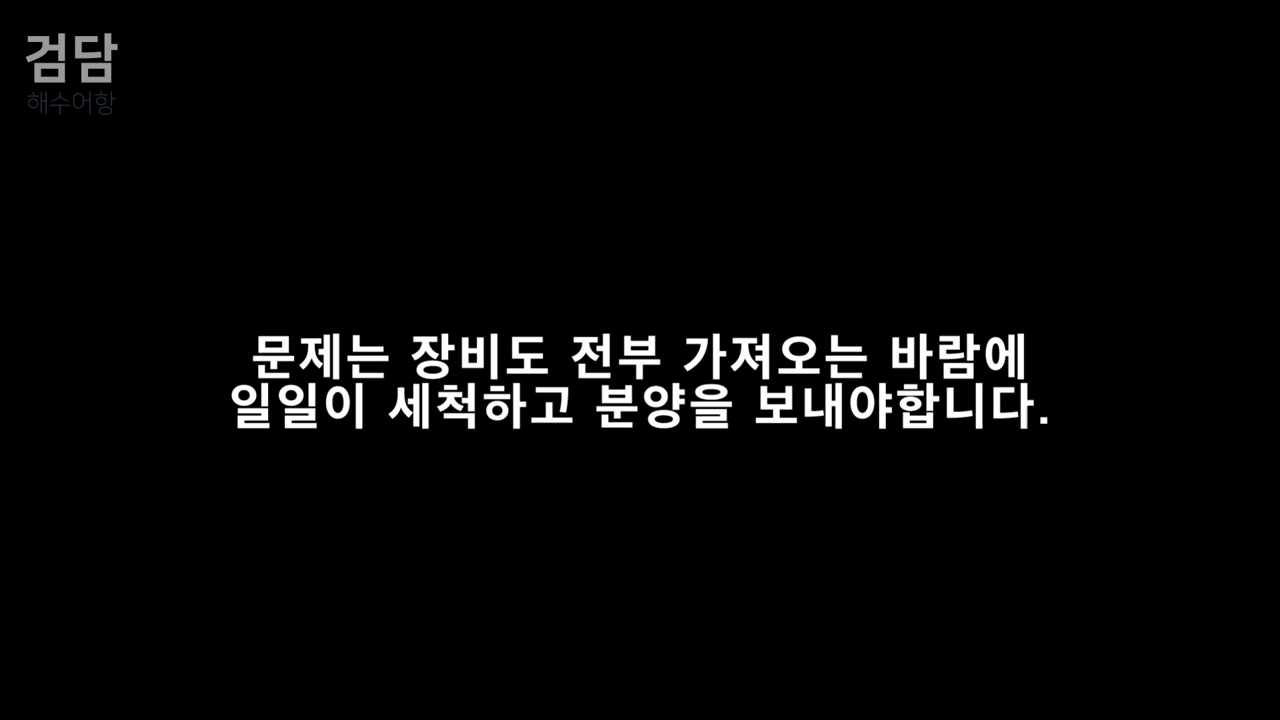 검담
해수어항
문제는 장비도 전부 가져오는 바람에
일일이 세척하고 분양을 보내야합니다.